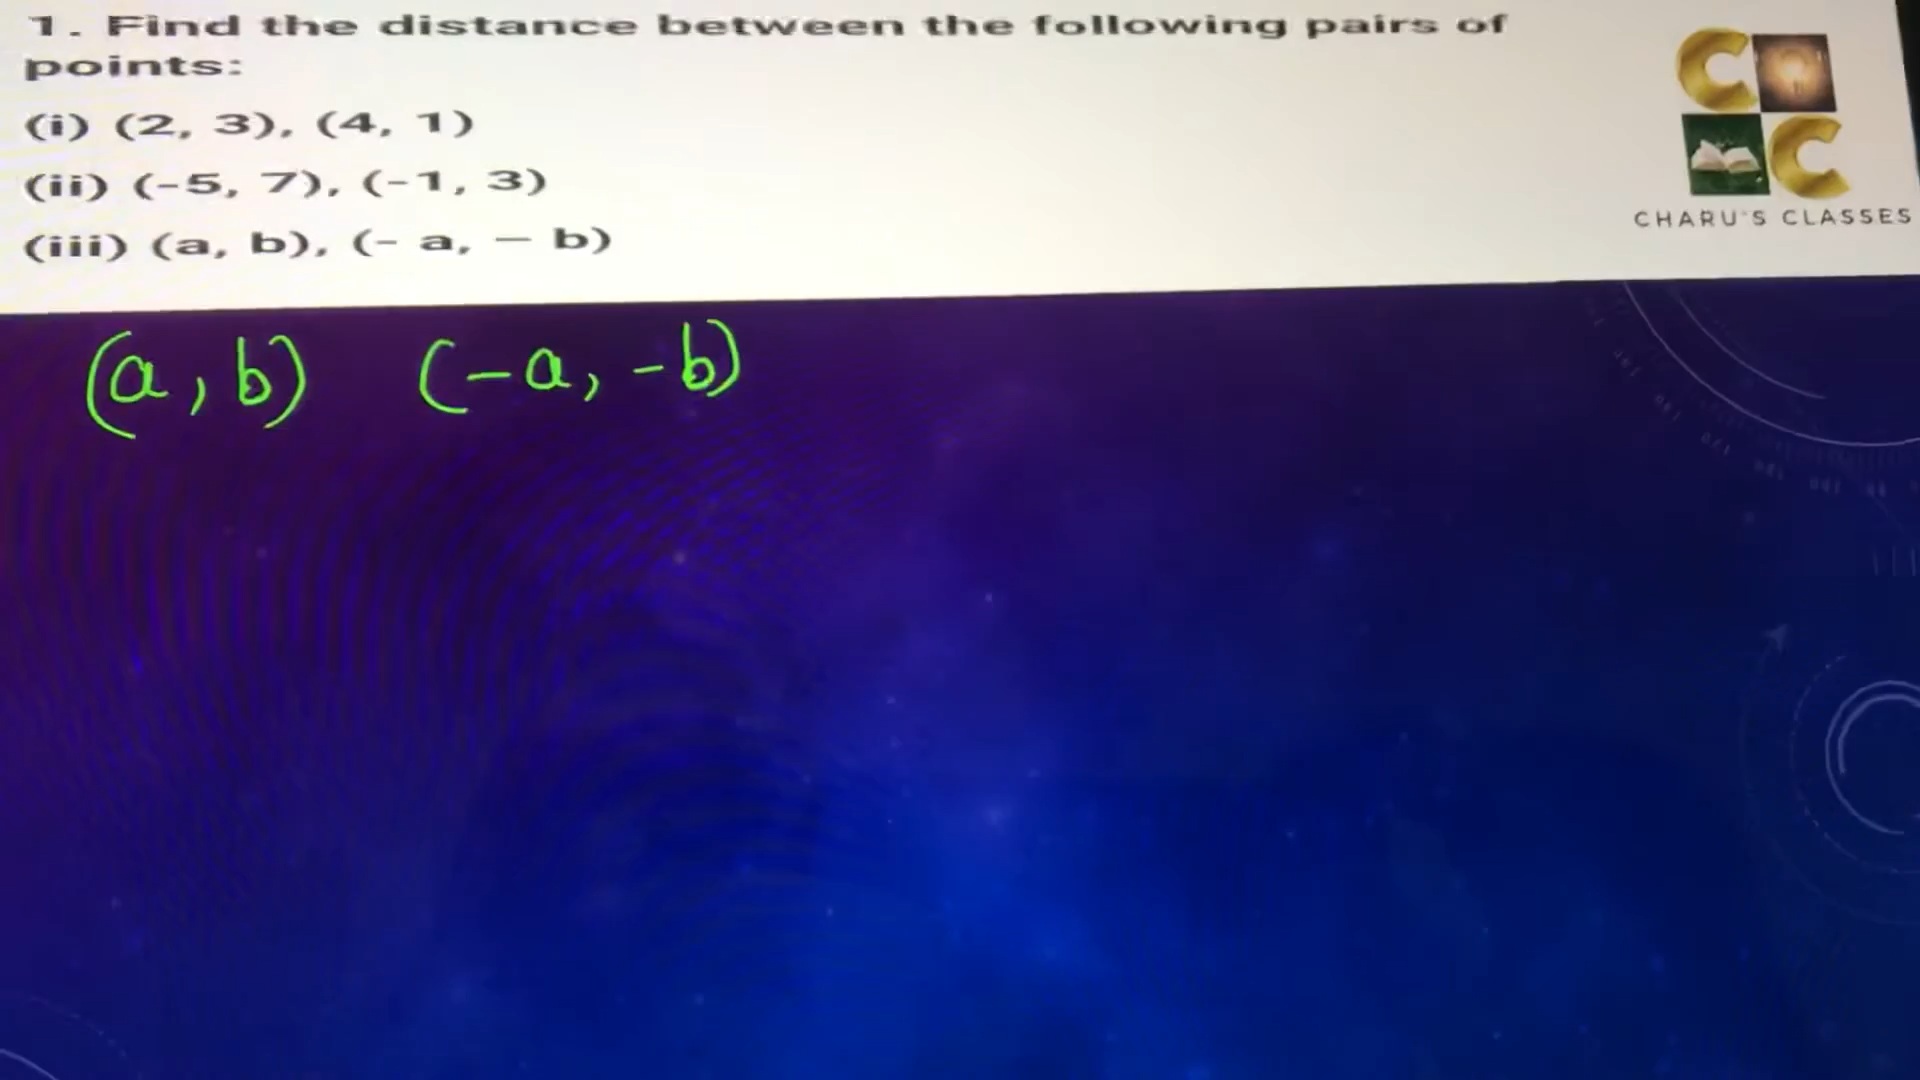 1. Find the distance between the following pairs of
points:
(i) (2, 3), (4, 1)
(ii) (-5, 7), (-1, 3)
(iii) (a, b), (- a, – b)
CHARU'S CLASSES
(a, b) (-a, -b)